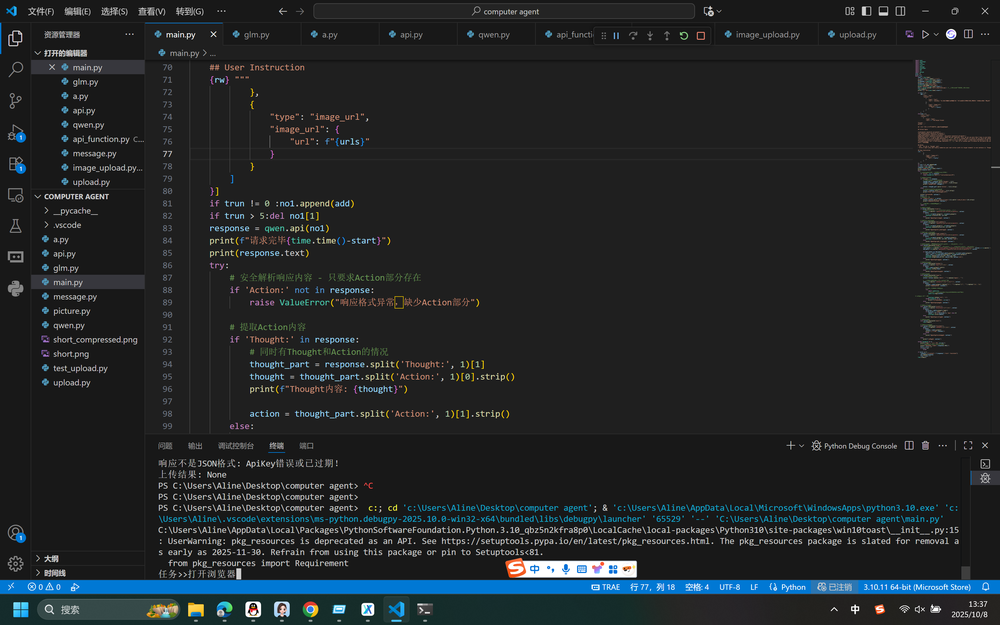 文件(F) 编辑(E) 选择(S) 查看(V) 转到(G) ··· computer agent
资源管理器 ···
打开的编辑器
main.py
glm.py
a.py
api.py
qwen.py
api_function.py C...
message.py
image_upload.py...
upload.py
COMPUTER AGENT
__pycache__
.vscode
a.py
api.py
glm.py
main.py
message.py
picture.py
qwen.py
short_compressed.png
short.png
test_upload.py
upload.py
大纲
时间线
main.py glm.py a.py api.py qwen.py api_functi image_upload.py upload.py
main.py > ...
70 ## User Instruction
71 {rw} """
72 },
73 {
74 "type": "image_url",
75 "image_url": {
76 "url": f"{urls}"
77 }
78 }
79 ]
80 }]
81 if trun != 0 :no1.append(add)
82 if trun > 5:del no1[1]
83 response = qwen.api(no1)
84 print(f"请求完毕{time.time()-start}")
85 print(response.text)
86 try:
87 # 安全解析响应内容 - 只要求Action部分存在
88 if 'Action:' not in response:
89 raise ValueError("响应格式异常，缺少Action部分")
90
91 # 提取Action内容
92 if 'Thought:' in response:
93 # 同时有Thought和Action的情况
94 thought_part = response.split('Thought:', 1)[1]
95 thought = thought_part.split('Action:', 1)[0].strip()
96 print(f"Thought内容: {thought}")
97
98 action = thought_part.split('Action:', 1)[1].strip()
99 else:
问题 输出 调试控制台 终端 端口 Python Debug Console
响应不是JSON格式: ApiKey错误或已过期!
上传结果: None
PS C:\Users\Aline\Desktop\computer agent> ^C
PS C:\Users\Aline\Desktop\computer agent>
PS C:\Users\Aline\Desktop\computer agent>  c:; cd 'c:\Users\Aline\Desktop\computer agent'; & 'c:\Users\Aline\AppData\Local\Microsoft\WindowsApps\python3.10.exe' 'c:
\Users\Aline\.vscode\extensions\ms-python.debugpy-2025.10.0-win32-x64\bundled\libs\debugpy\launcher' '65529' '--' 'C:\Users\Aline\Desktop\computer agent\main.py'
C:\Users\Aline\AppData\Local\Packages\PythonSoftwareFoundation.Python.3.10_qbz5n2kfra8p0\LocalCache\local-packages\Python310\site-packages\win10toast\__init__.py:15
: UserWarning: pkg_resources is deprecated as an API. See https://setuptools.pypa.io/en/latest/pkg_resources.html. The pkg_resources package is slated for removal a
s early as 2025-11-30. Refrain from using this package or pin to Setuptools<81.
from pkg_resources import Requirement
任务>>打开浏览器
中
0 0 TRAE 行 77, 列 18 空格: 4 UTF-8 LF Python 已注销 3.10.11 64-bit (Microsoft Store)
搜索 中 13:37
2025/10/8